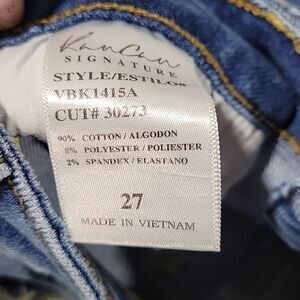 KanCan
SIGNATURE
STYLE/ESTILO#
VBK1415A
CUT# 30273
90% COTTON / ALGODON
8% POLYESTER / POLIESTER
2% SPANDEX / ELASTANO
27
MADE IN VIETNAM